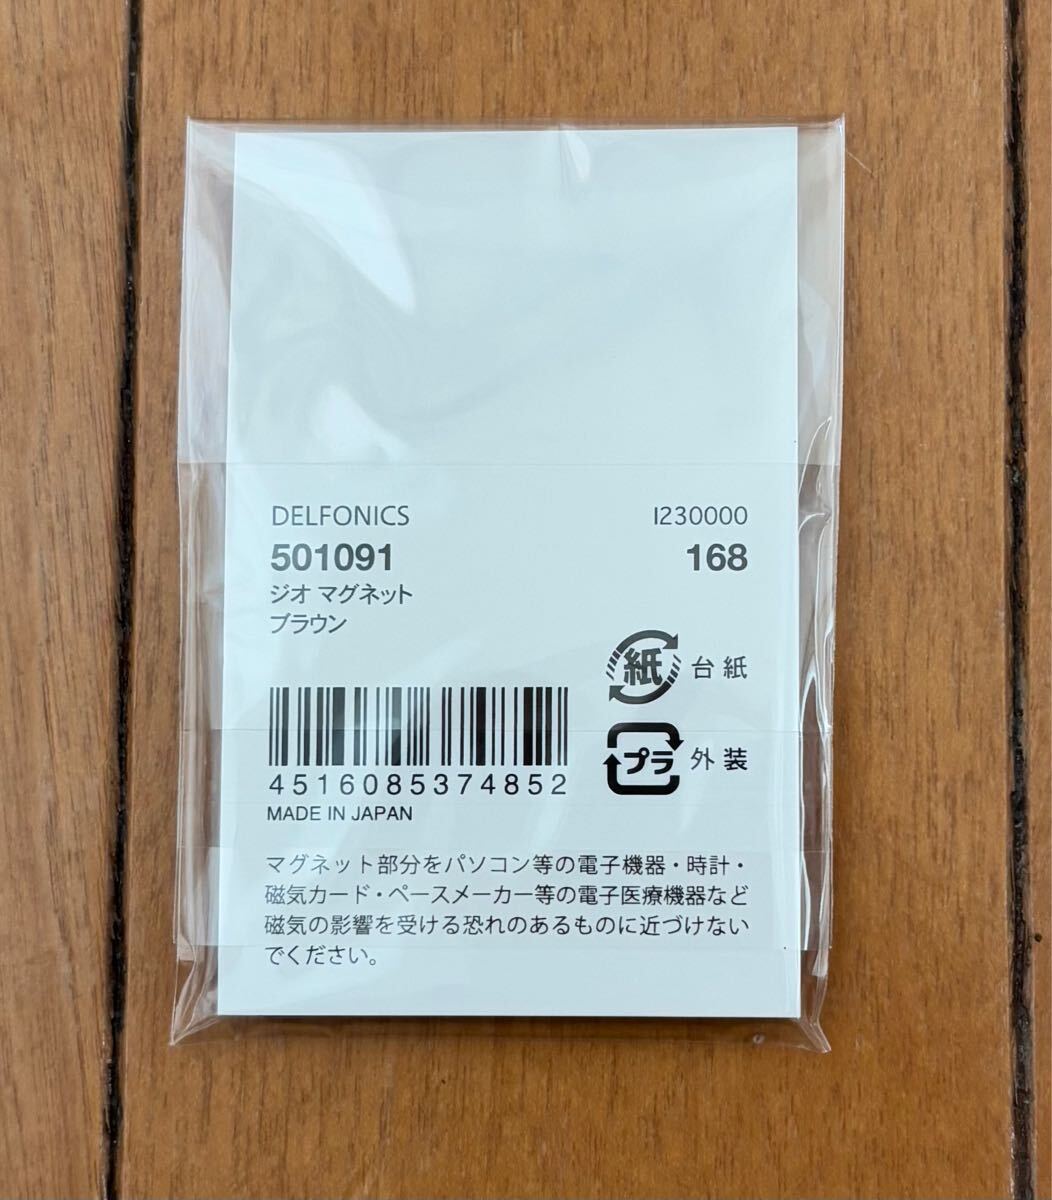 DELFONICS I230000
501091 168
ジオ マグネット
ブラウン
紙 台紙
プラ 外装
4516085374852
MADE IN JAPAN
マグネット部分をパソコン等の電子機器・時計・
磁気カード・ペースメーカー等の電子医療機器など
磁気の影響を受ける恐れのあるものに近づけない
でください。